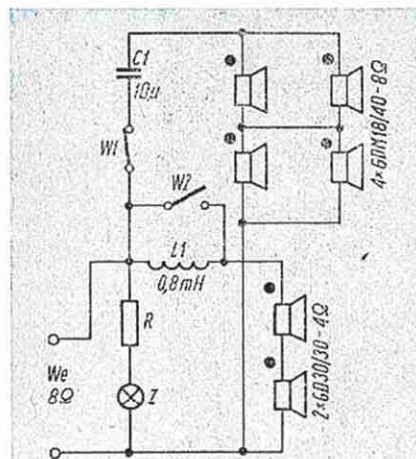 C1
10µ
W1
W2
L1
0,8mH
R
We
8Ω
Ż
4×GDM18/40-8Ω
2×GD30/30-4Ω